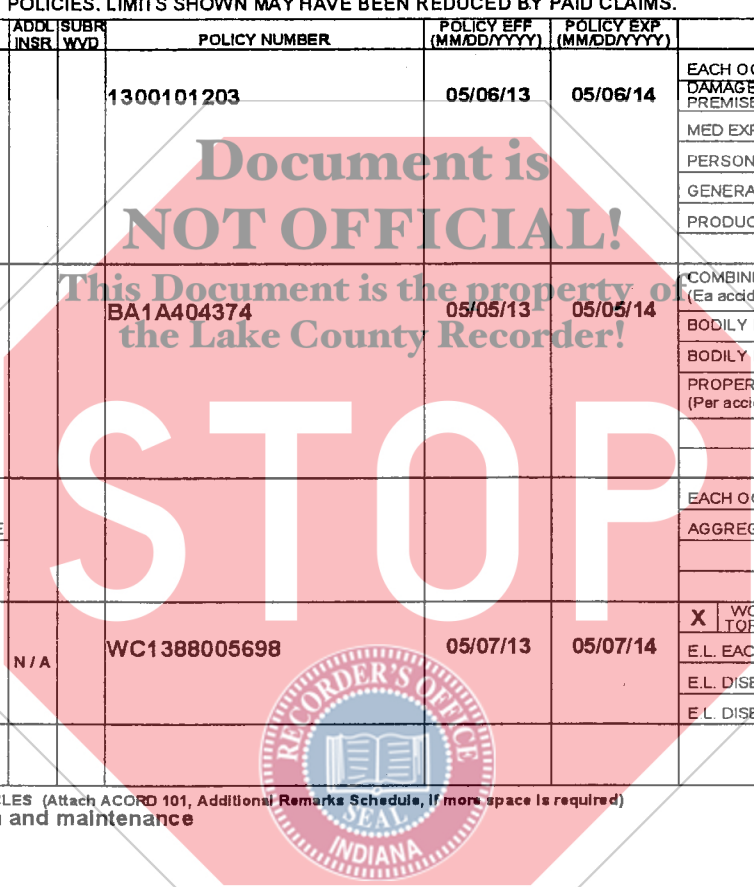 POLICIES. LIMITS SHOWN MAY HAVE BEEN REDUCED BY PAID CLAIMS.
ADDL SUBR POLICY EFF POLICY EXP
INSR WVD POLICY NUMBER (MM/DD/YYYY) (MM/DD/YYYY)
EACH OC
1300101203 05/06/13 05/06/14 DAMAGE
PREMISE
MED EXP
Document is PERSON
GENERA
NOT OFFICIAL! PRODUC
COMBIN
This Document is the property of (Ea accid
BA1A404374 05/05/13 05/05/14
the Lake County Recorder! BODILY
BODILY
PROPER
(Per acci
STOP
EACH O
AGGREG
X WC
TOR
N / A WC1388005698 05/07/13 05/07/14 E.L. EAC
E.L. DISE
E.L. DISE
RECORDER'S OFFICE
SEAL
INDIANA
LES (Attach ACORD 101, Additional Remarks Schedule, if more space is required)
and maintenance